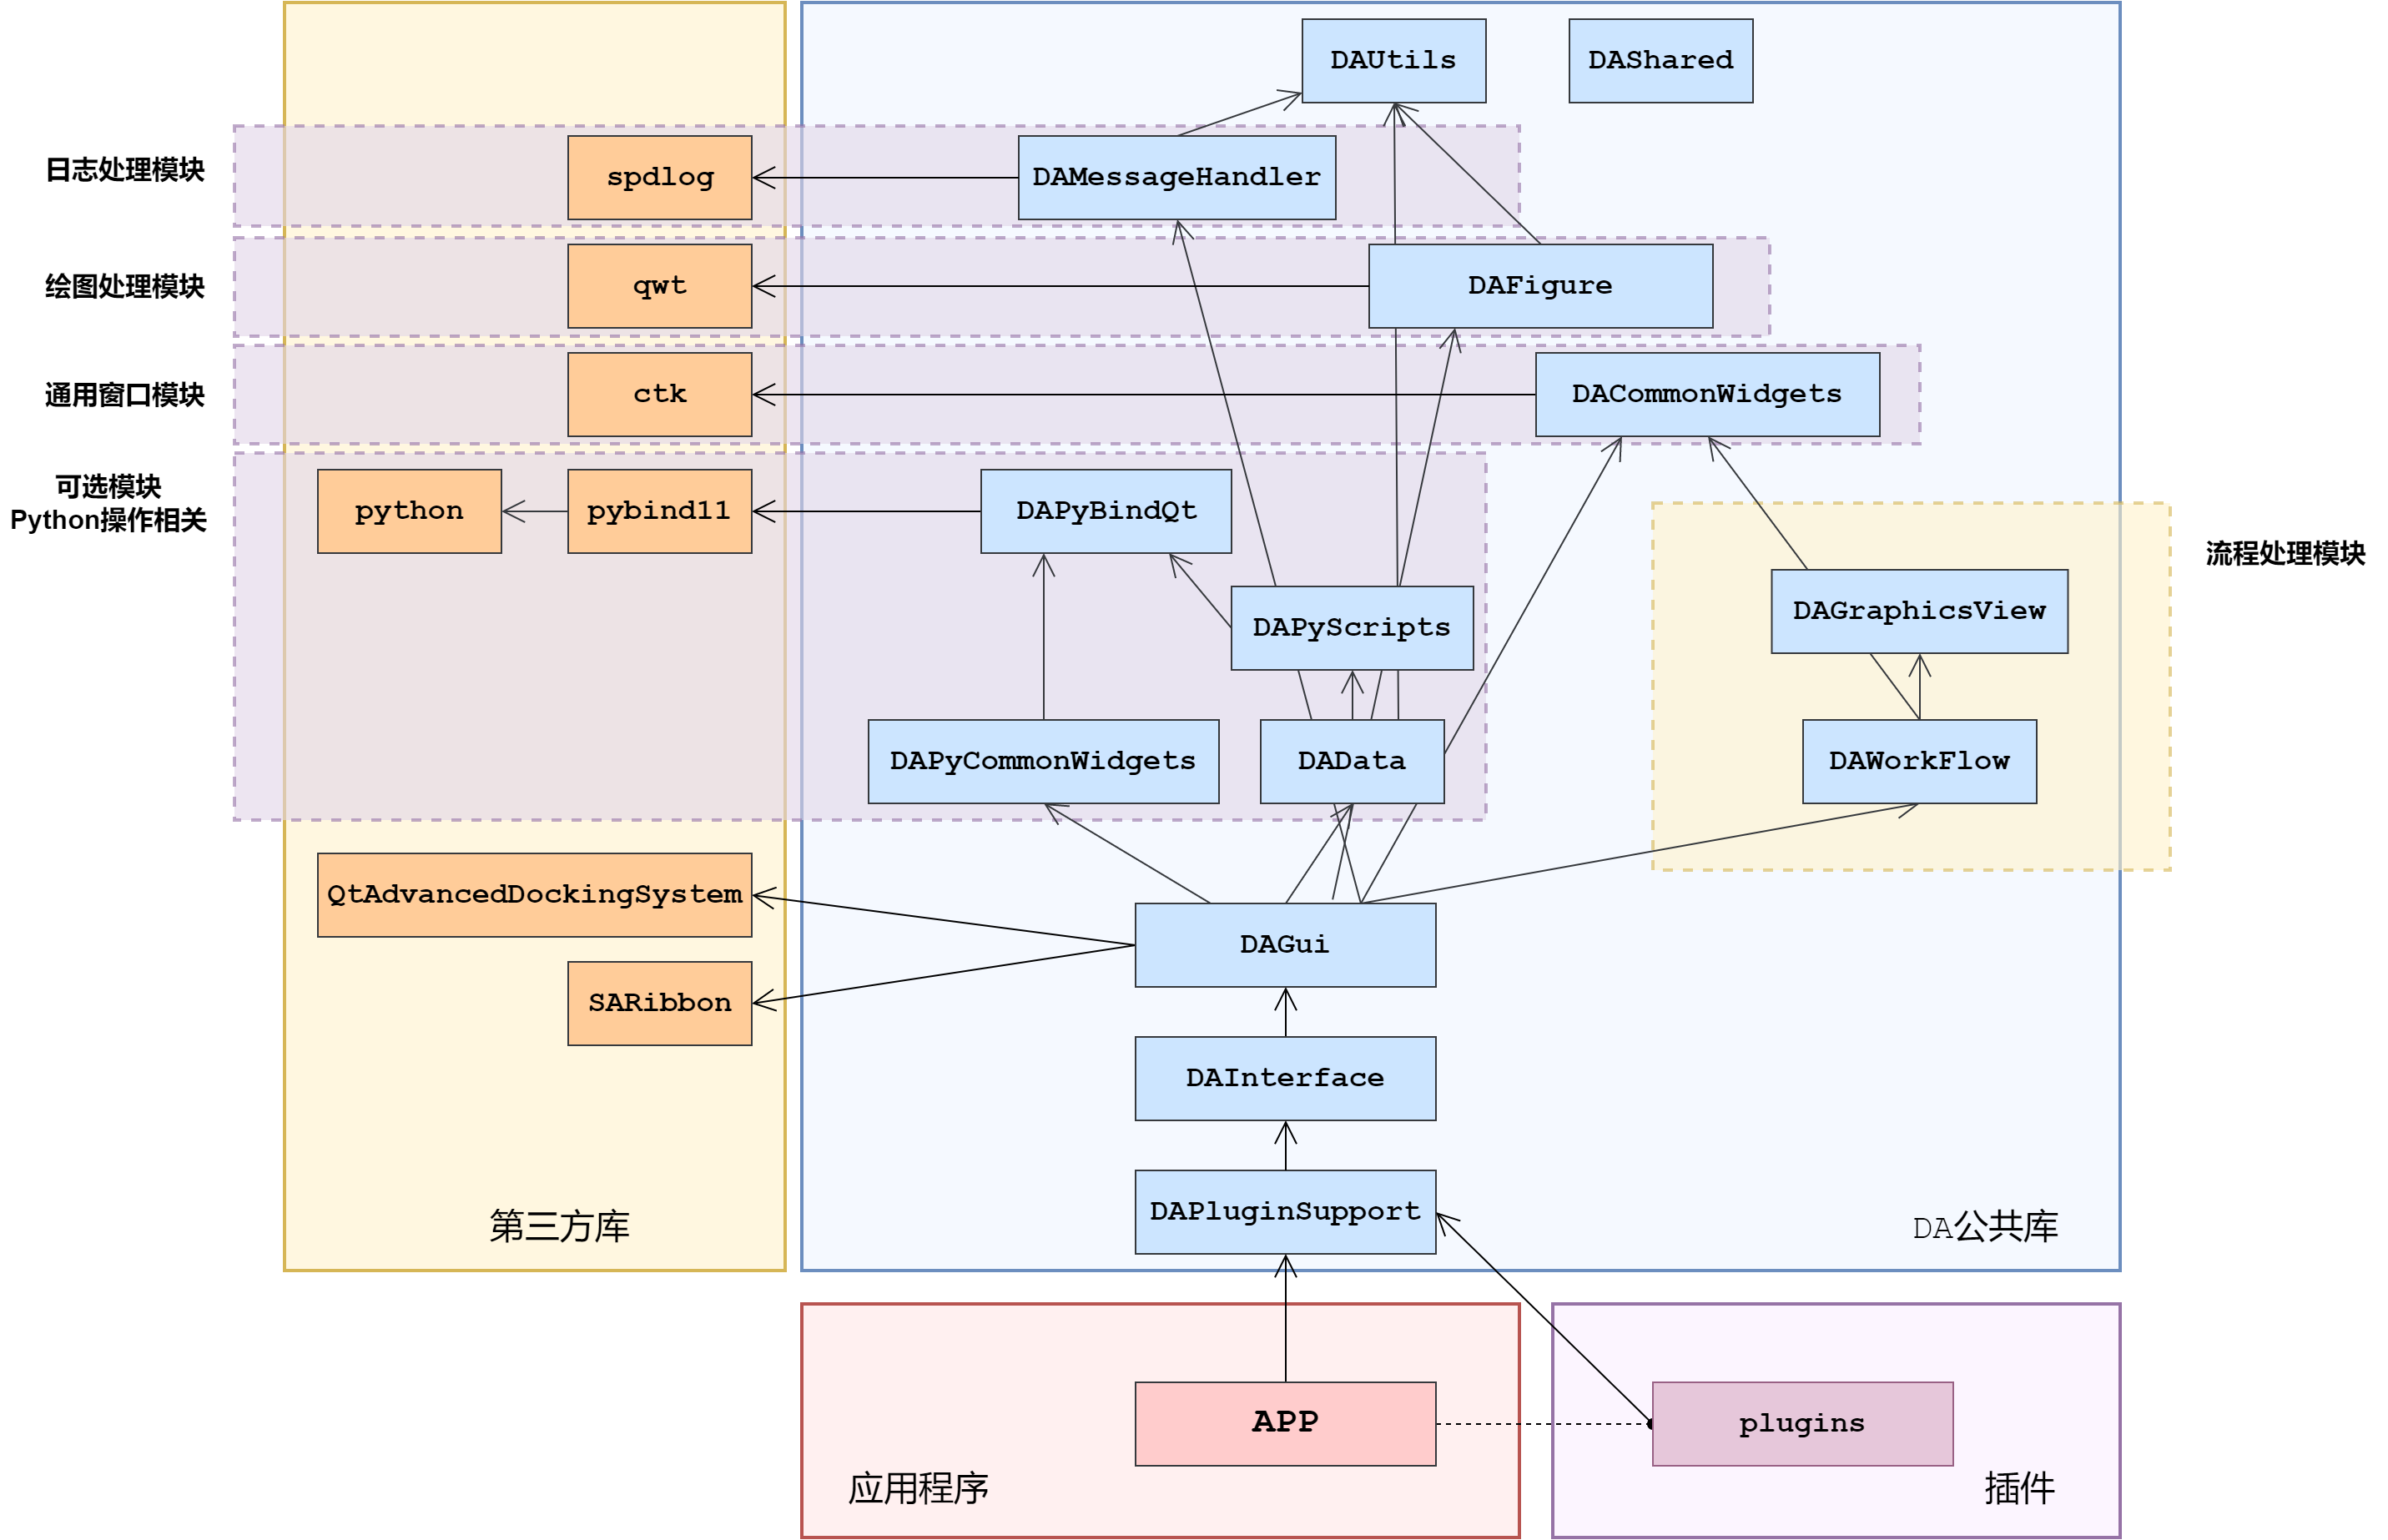 DAUtils
DAShared
日志处理模块
spdlog
DAMessageHandler
绘图处理模块
qwt
DAFigure
通用窗口模块
ctk
DACommonWidgets
可选模块
Python操作相关
python
pybind11
DAPyBindQt
流程处理模块
DAGraphicsView
DAPyScripts
DAPyCommonWidgets
DAData
DAWorkFlow
QtAdvancedDockingSystem
DAGui
SARibbon
DAInterface
DAPluginSupport
第三方库
DA公共库
APP
plugins
应用程序
插件